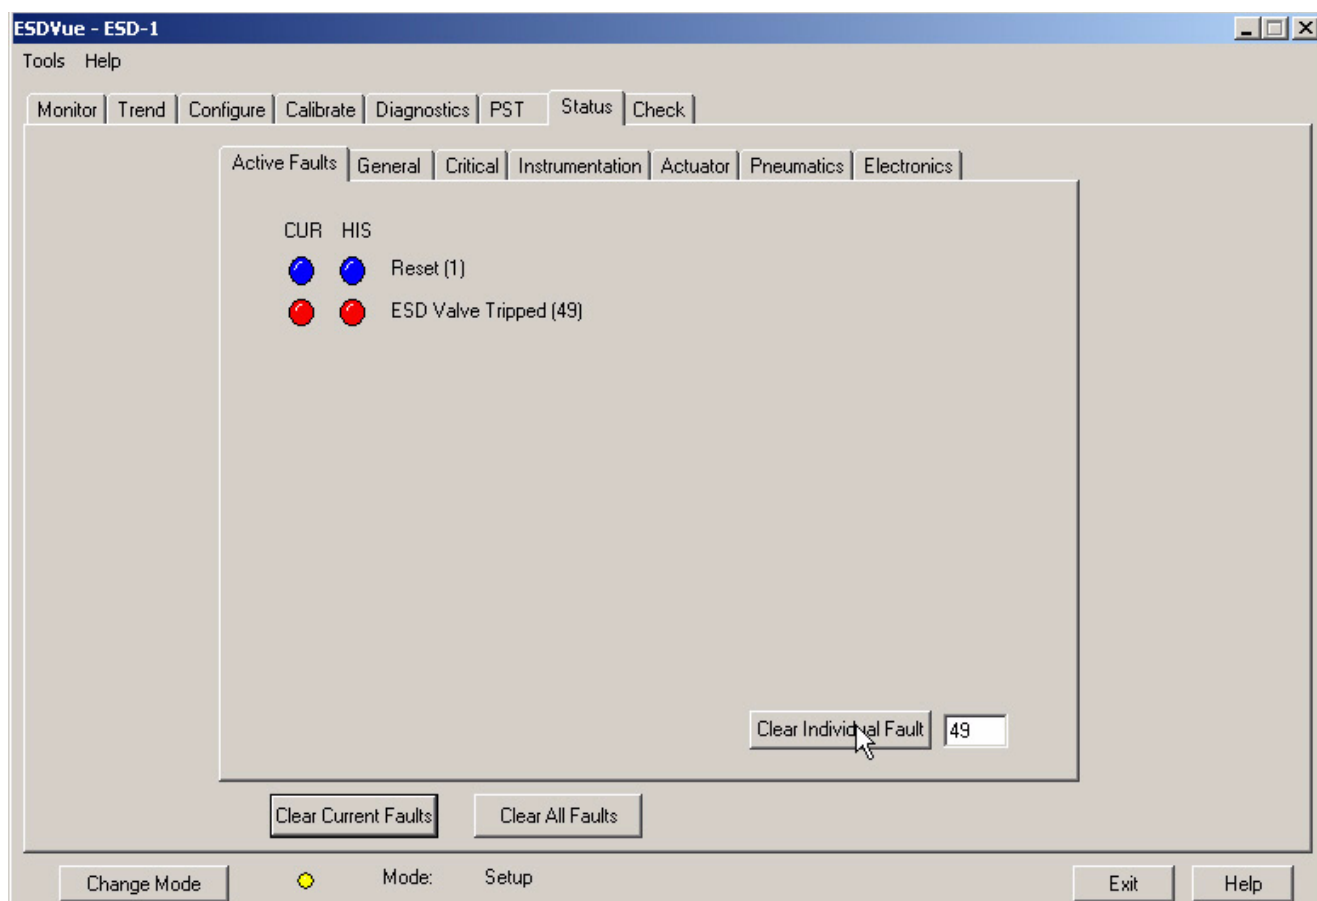 ESDVue - ESD-1
Tools Help
Monitor Trend Configure Calibrate Diagnostics PST Status Check
Active Faults General Critical Instrumentation Actuator Pneumatics Electronics
CUR HIS
Reset (1)
ESD Valve Tripped (49)
Clear Individual Fault 49
Clear Current Faults Clear All Faults
Change Mode Mode: Setup Exit Help